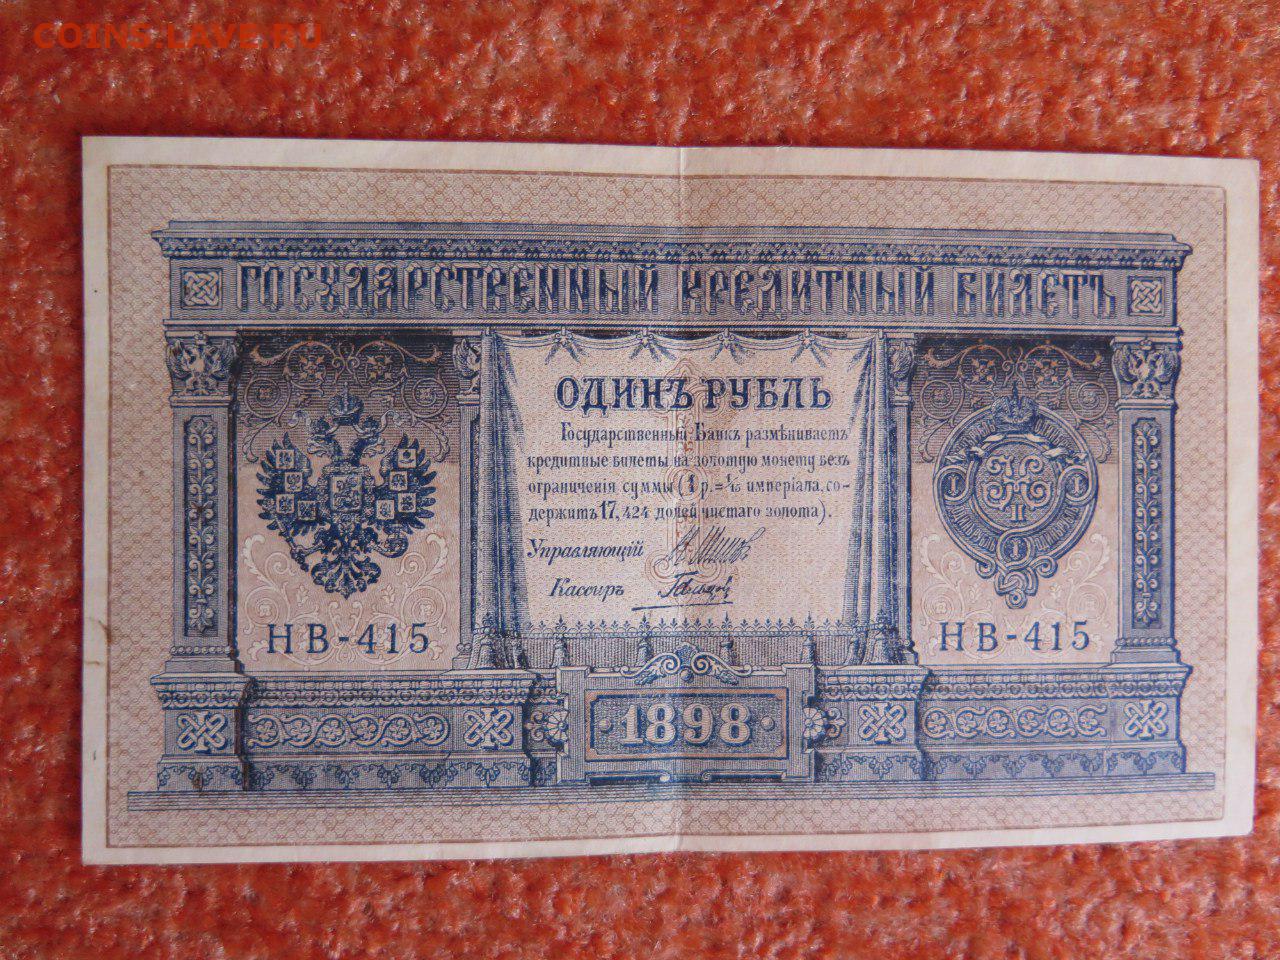 COINS.LAVE.RU
ГОСУДАРСТВЕННЫЙ КРЕДИТНЫЙ БИЛЕТЪ
ОДИНЪ РУБЛЬ
Государственный Банкъ размѣниваетъ
кредитные билеты на золотую монету безъ
ограниченія суммы (1 р. = 1/15 имперіала, со-
держитъ 17,424 долей чистаго золота).
Управляющій
Кассиръ
НВ-415
НВ-415
I I
I
I
1898